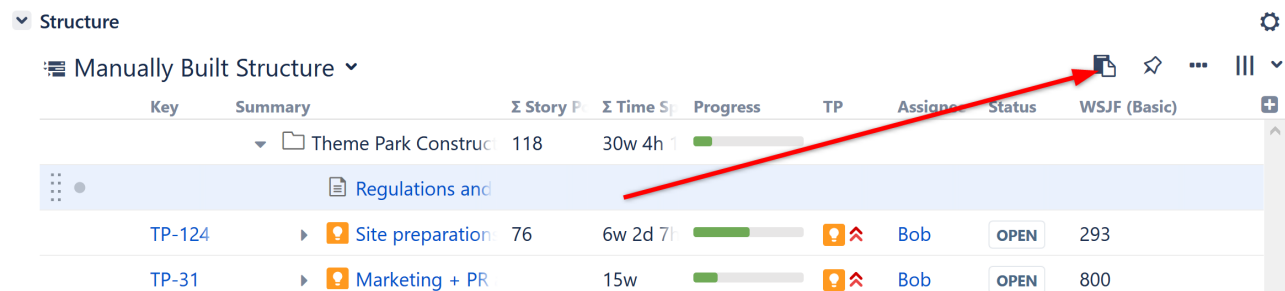 Structure
Manually Built Structure
Key Summary Σ Story P Σ Time Sp Progress TP Assignee Status WSJF (Basic)
Theme Park Construct 118 30w 4h 1
Regulations and
TP-124 Site preparation 76 6w 2d 7h Bob OPEN 293
TP-31 Marketing + PR 15w Bob OPEN 800